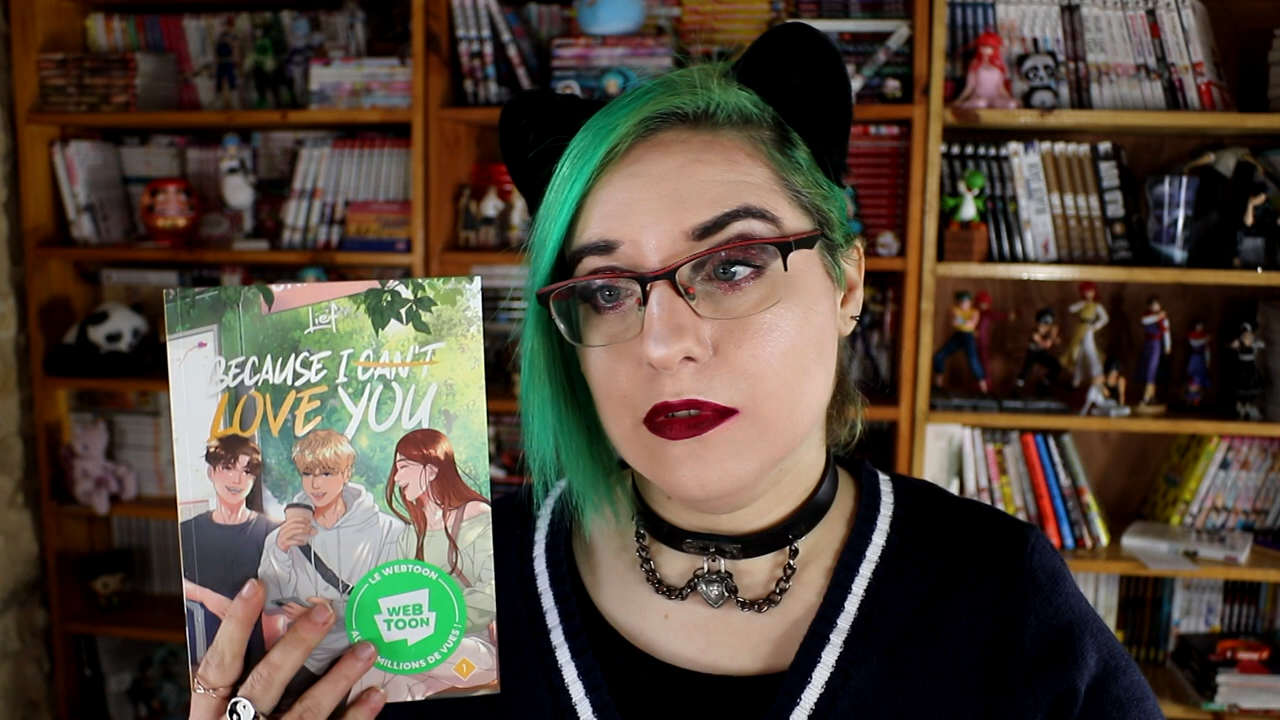 Lief
BECAUSE I CAN'T
LOVE YOU
LE WEBTOON
WEB
TOON
MILLIONS DE VUES !
1